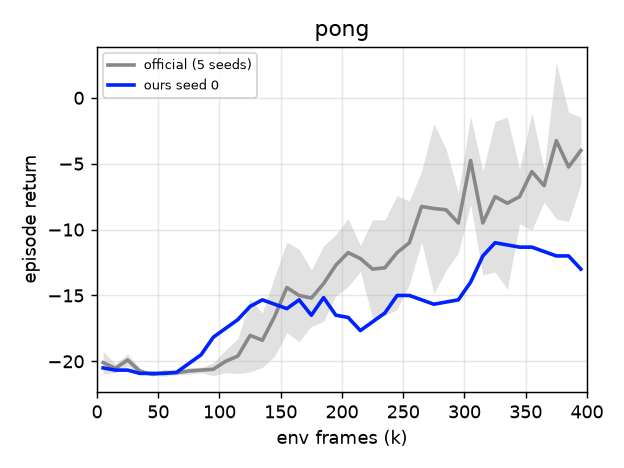 pong
official (5 seeds)
ours seed 0
episode return
0
−5
−10
−15
−20
0 50 100 150 200 250 300 350 400
env frames (k)